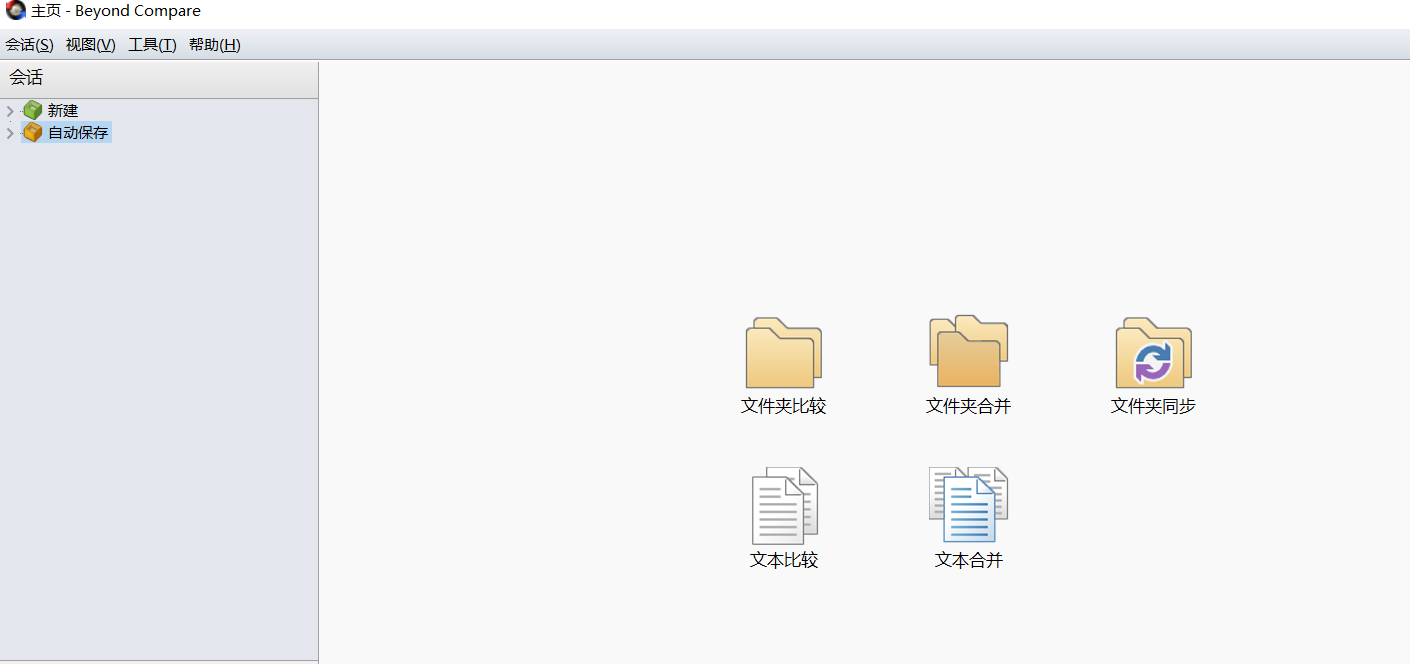 主页 - Beyond Compare
会话(S) 视图(V) 工具(T) 帮助(H)
会话
新建
自动保存
文件夹比较 文件夹合并 文件夹同步
文本比较 文本合并